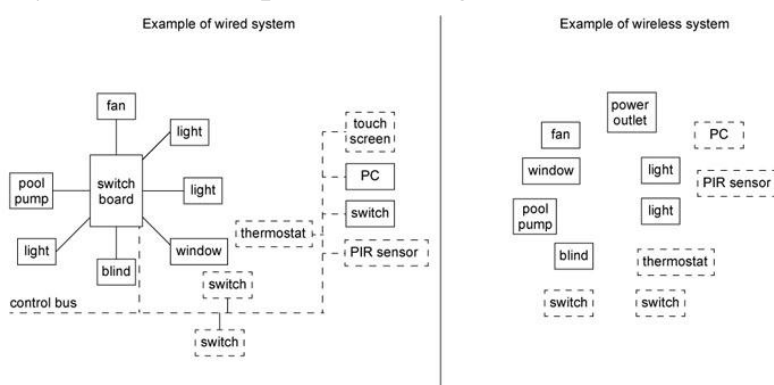 Example of wired system
fan
light
touch
screen
pool
pump
switch
board
light
PC
switch
thermostat
light
window
PIR sensor
blind
switch
control bus
switch
Example of wireless system
power
outlet
fan
PC
window
light
PIR sensor
pool
pump
light
blind
thermostat
switch
switch